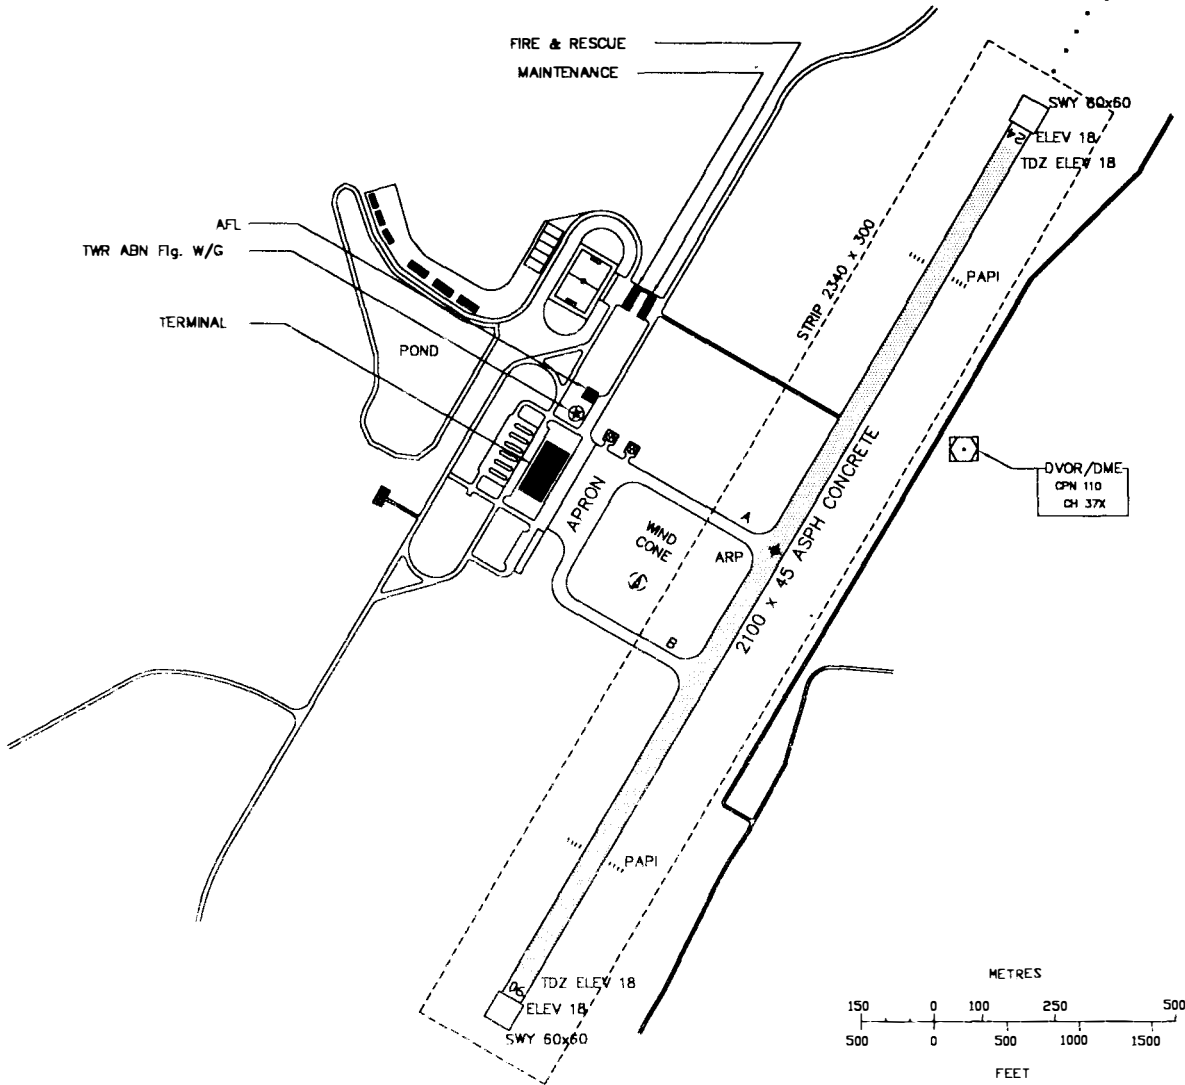 FIRE & RESCUE
MAINTENANCE
SWY 60x60
24
ELEV 18
TDZ ELEV 18
AFL
TWR ABN Flg. W/G
STRIP 2340 x 300
PAPI
TERMINAL
POND
DVOR/DME
CPN 110
CH 37X
APRON
WIND
CONE
A
ARP
2100 x 45 ASPH CONCRETE
B
PAPI
TDZ ELEV 18
06
ELEV 18
SWY 60x60
METRES
150 0 100 250 500
500 0 500 1000 1500
FEET